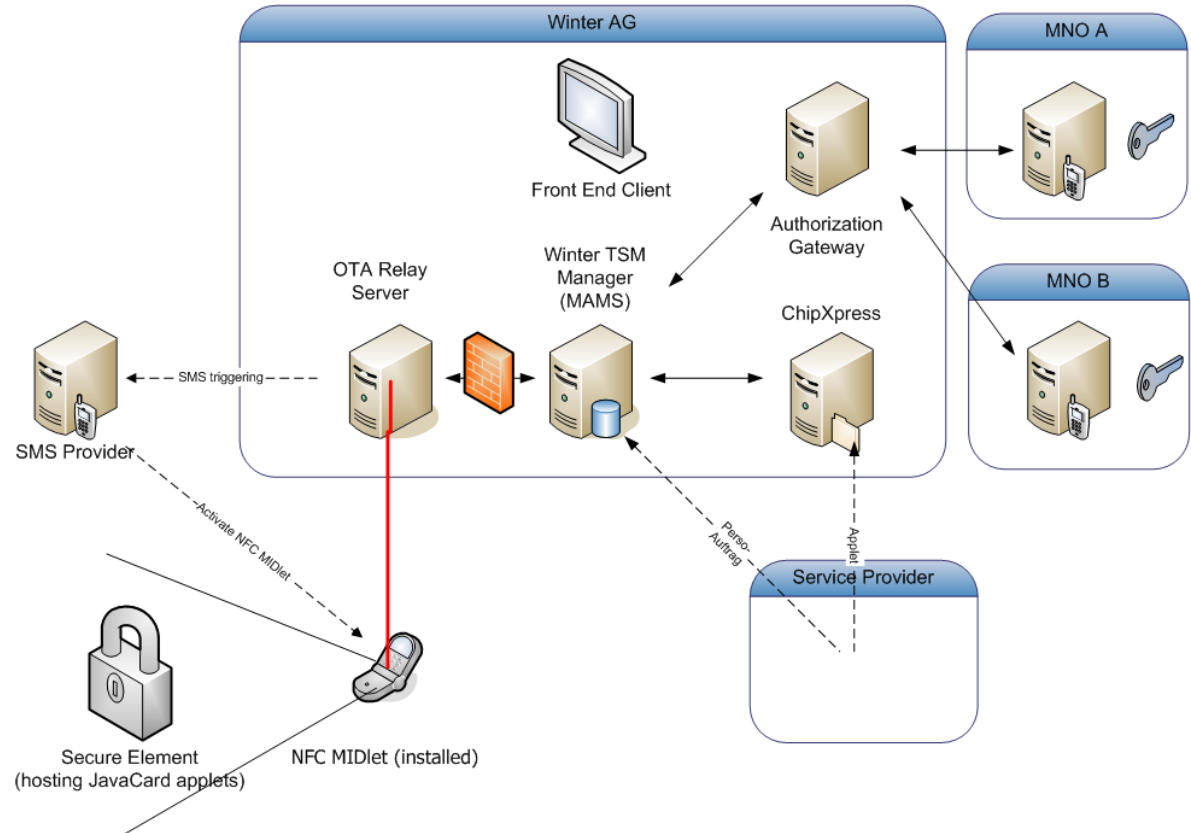 Winter AG
MNO A
Front End Client
Authorization
Gateway
Winter TSM
Manager
(MAMS)
OTA Relay
Server
MNO B
ChipXpress
SMS triggering
SMS Provider
Activate NFC MIDlet
Perso-
Auftrag
Applet
Service Provider
Secure Element
(hosting JavaCard applets)
NFC MIDlet (installed)